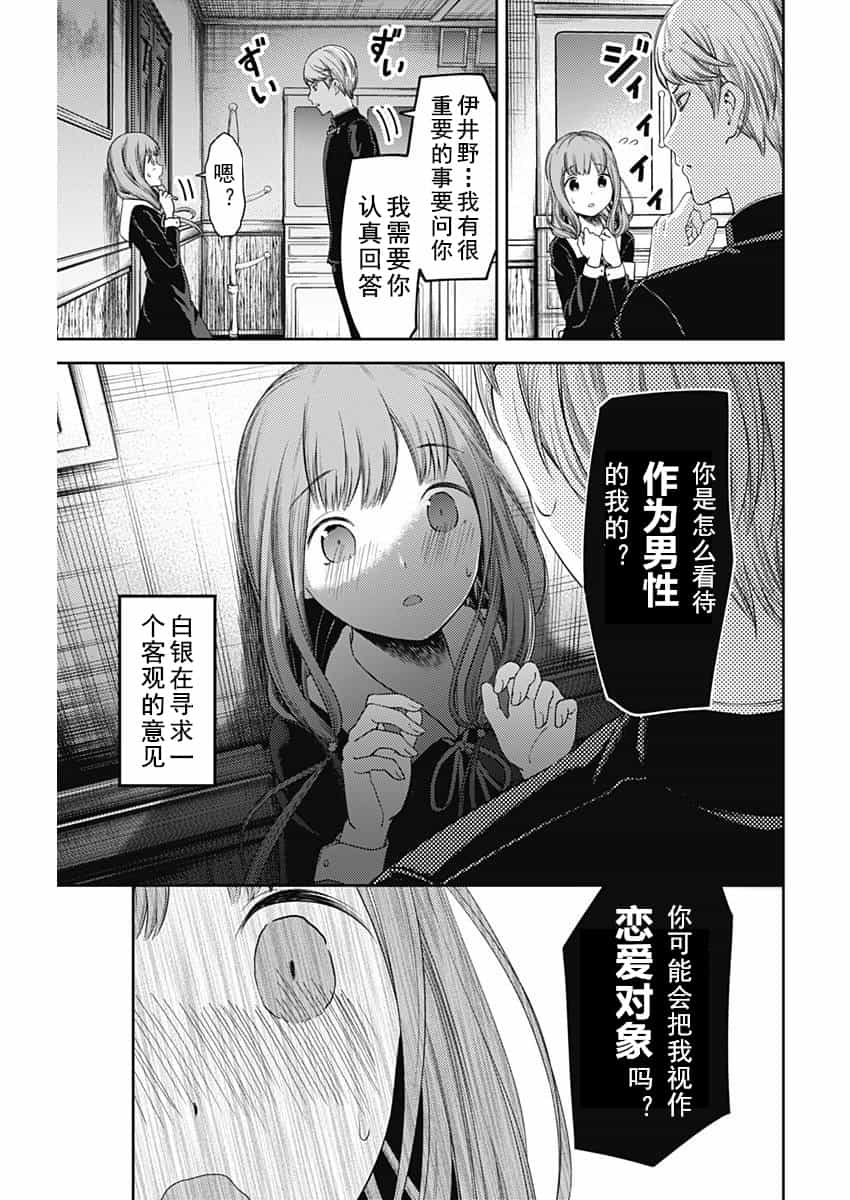 ジィイイイ
伊井野…我有很
重要的事要问你
我需要你
认真回答
ずい
ずい
嗯？
你是怎么看待
作为男性
的我的？
白银在寻求一
个客观的意见
你可能会把我视作
恋爱对象
吗？